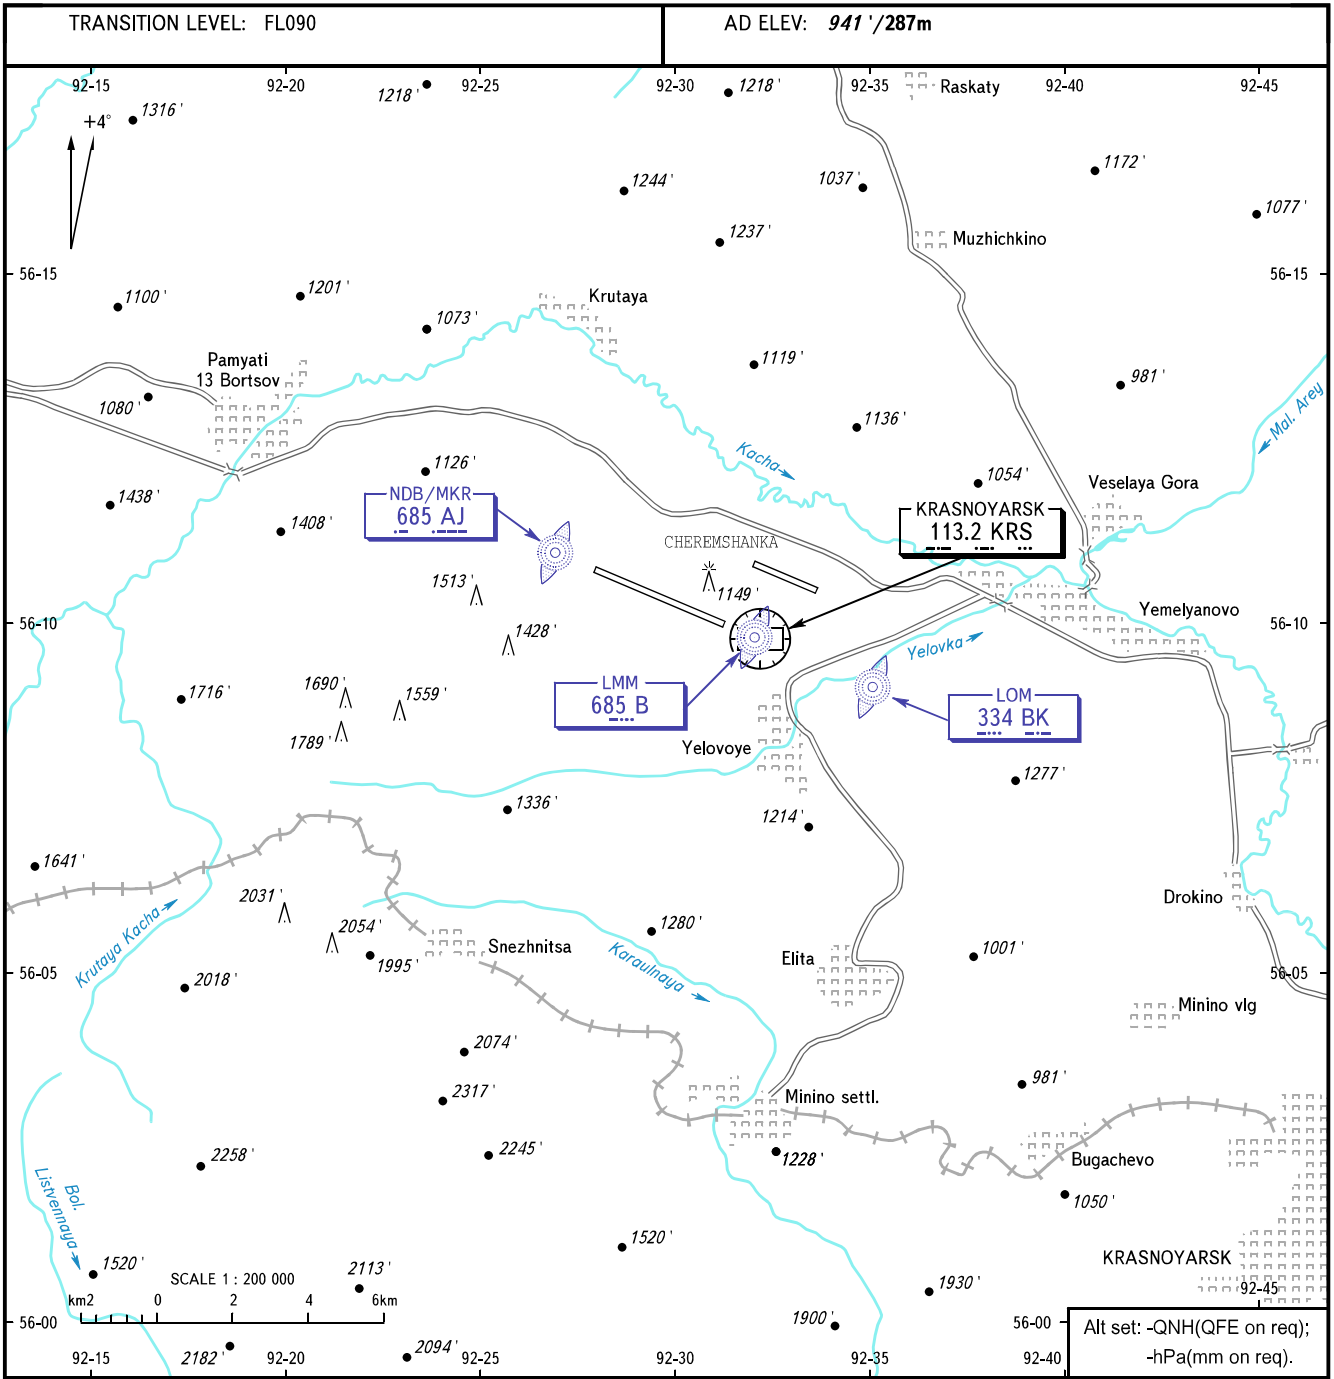 TRANSITION LEVEL: FL090
AD ELEV: 941 '/287m
92-15 92-20 92-25 92-30 92-35 92-40 92-45
1218 '
1218 '
Raskaty
1316 '
+4°
1172 '
1244 '
1037 '
1077 '
1237 '
Muzhichkino
56-15
56-15
1100 '
1201 '
Krutaya
1073 '
Pamyati
13 Bortsov
1119 '
981 '
1080 '
Mal. Arey
1136 '
Kacha
1126 '
1054 '
Veselaya Gora
1438 '
NDB/MKR
685 AJ
KRASNOYARSK
113.2 KRS
1408 '
CHEREMSHANKA
1513 '
1149 '
Yemelyanovo
56-10
56-10
1428 '
Yelovka
LMM
685 B
LOM
334 BK
1716 '
1690 '
1559 '
1789 '
Yelovoye
1277 '
1336 '
1214 '
1641 '
2031 '
2054 '
Drokino
Krutaya Kacha
1280 '
Snezhnitsa
Karaulnaya
Elita
1001 '
1995 '
56-05
56-05
2018 '
Minino vlg
2074 '
981 '
2317 '
Minino settl.
2258 '
2245 '
1228 '
Bugachevo
Bol.
Listvennaya
1050 '
1520 '
1520 '
KRASNOYARSK
SCALE 1 : 200 000
2113 '
1930 '
92-45
km2 0 2 4 6km
56-00
1900 '
56-00
Alt set: -QNH(QFE on req);
-hPa(mm on req).
2182 '
2094 '
92-15 92-20 92-25 92-30 92-35 92-40